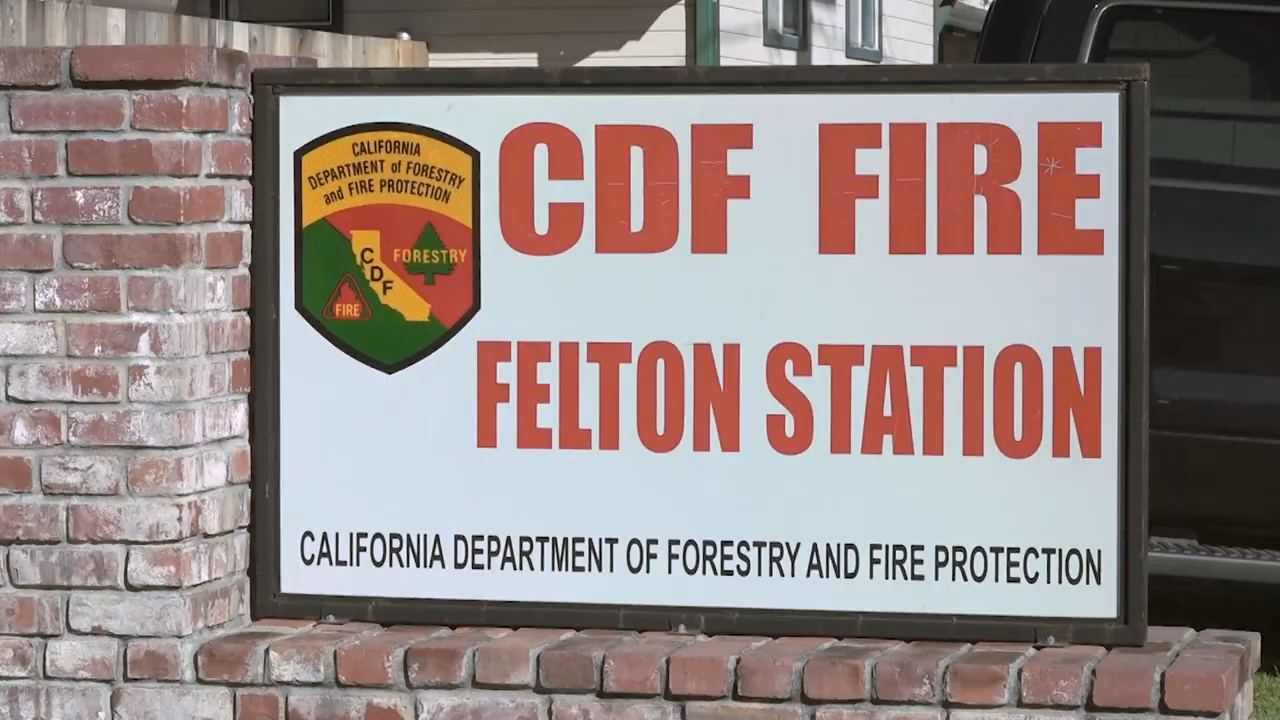 CALIFORNIA
DEPARTMENT of FORESTRY
and FIRE PROTECTION
CDF
FORESTRY
FIRE
CDF FIRE
FELTON STATION
CALIFORNIA DEPARTMENT OF FORESTRY AND FIRE PROTECTION